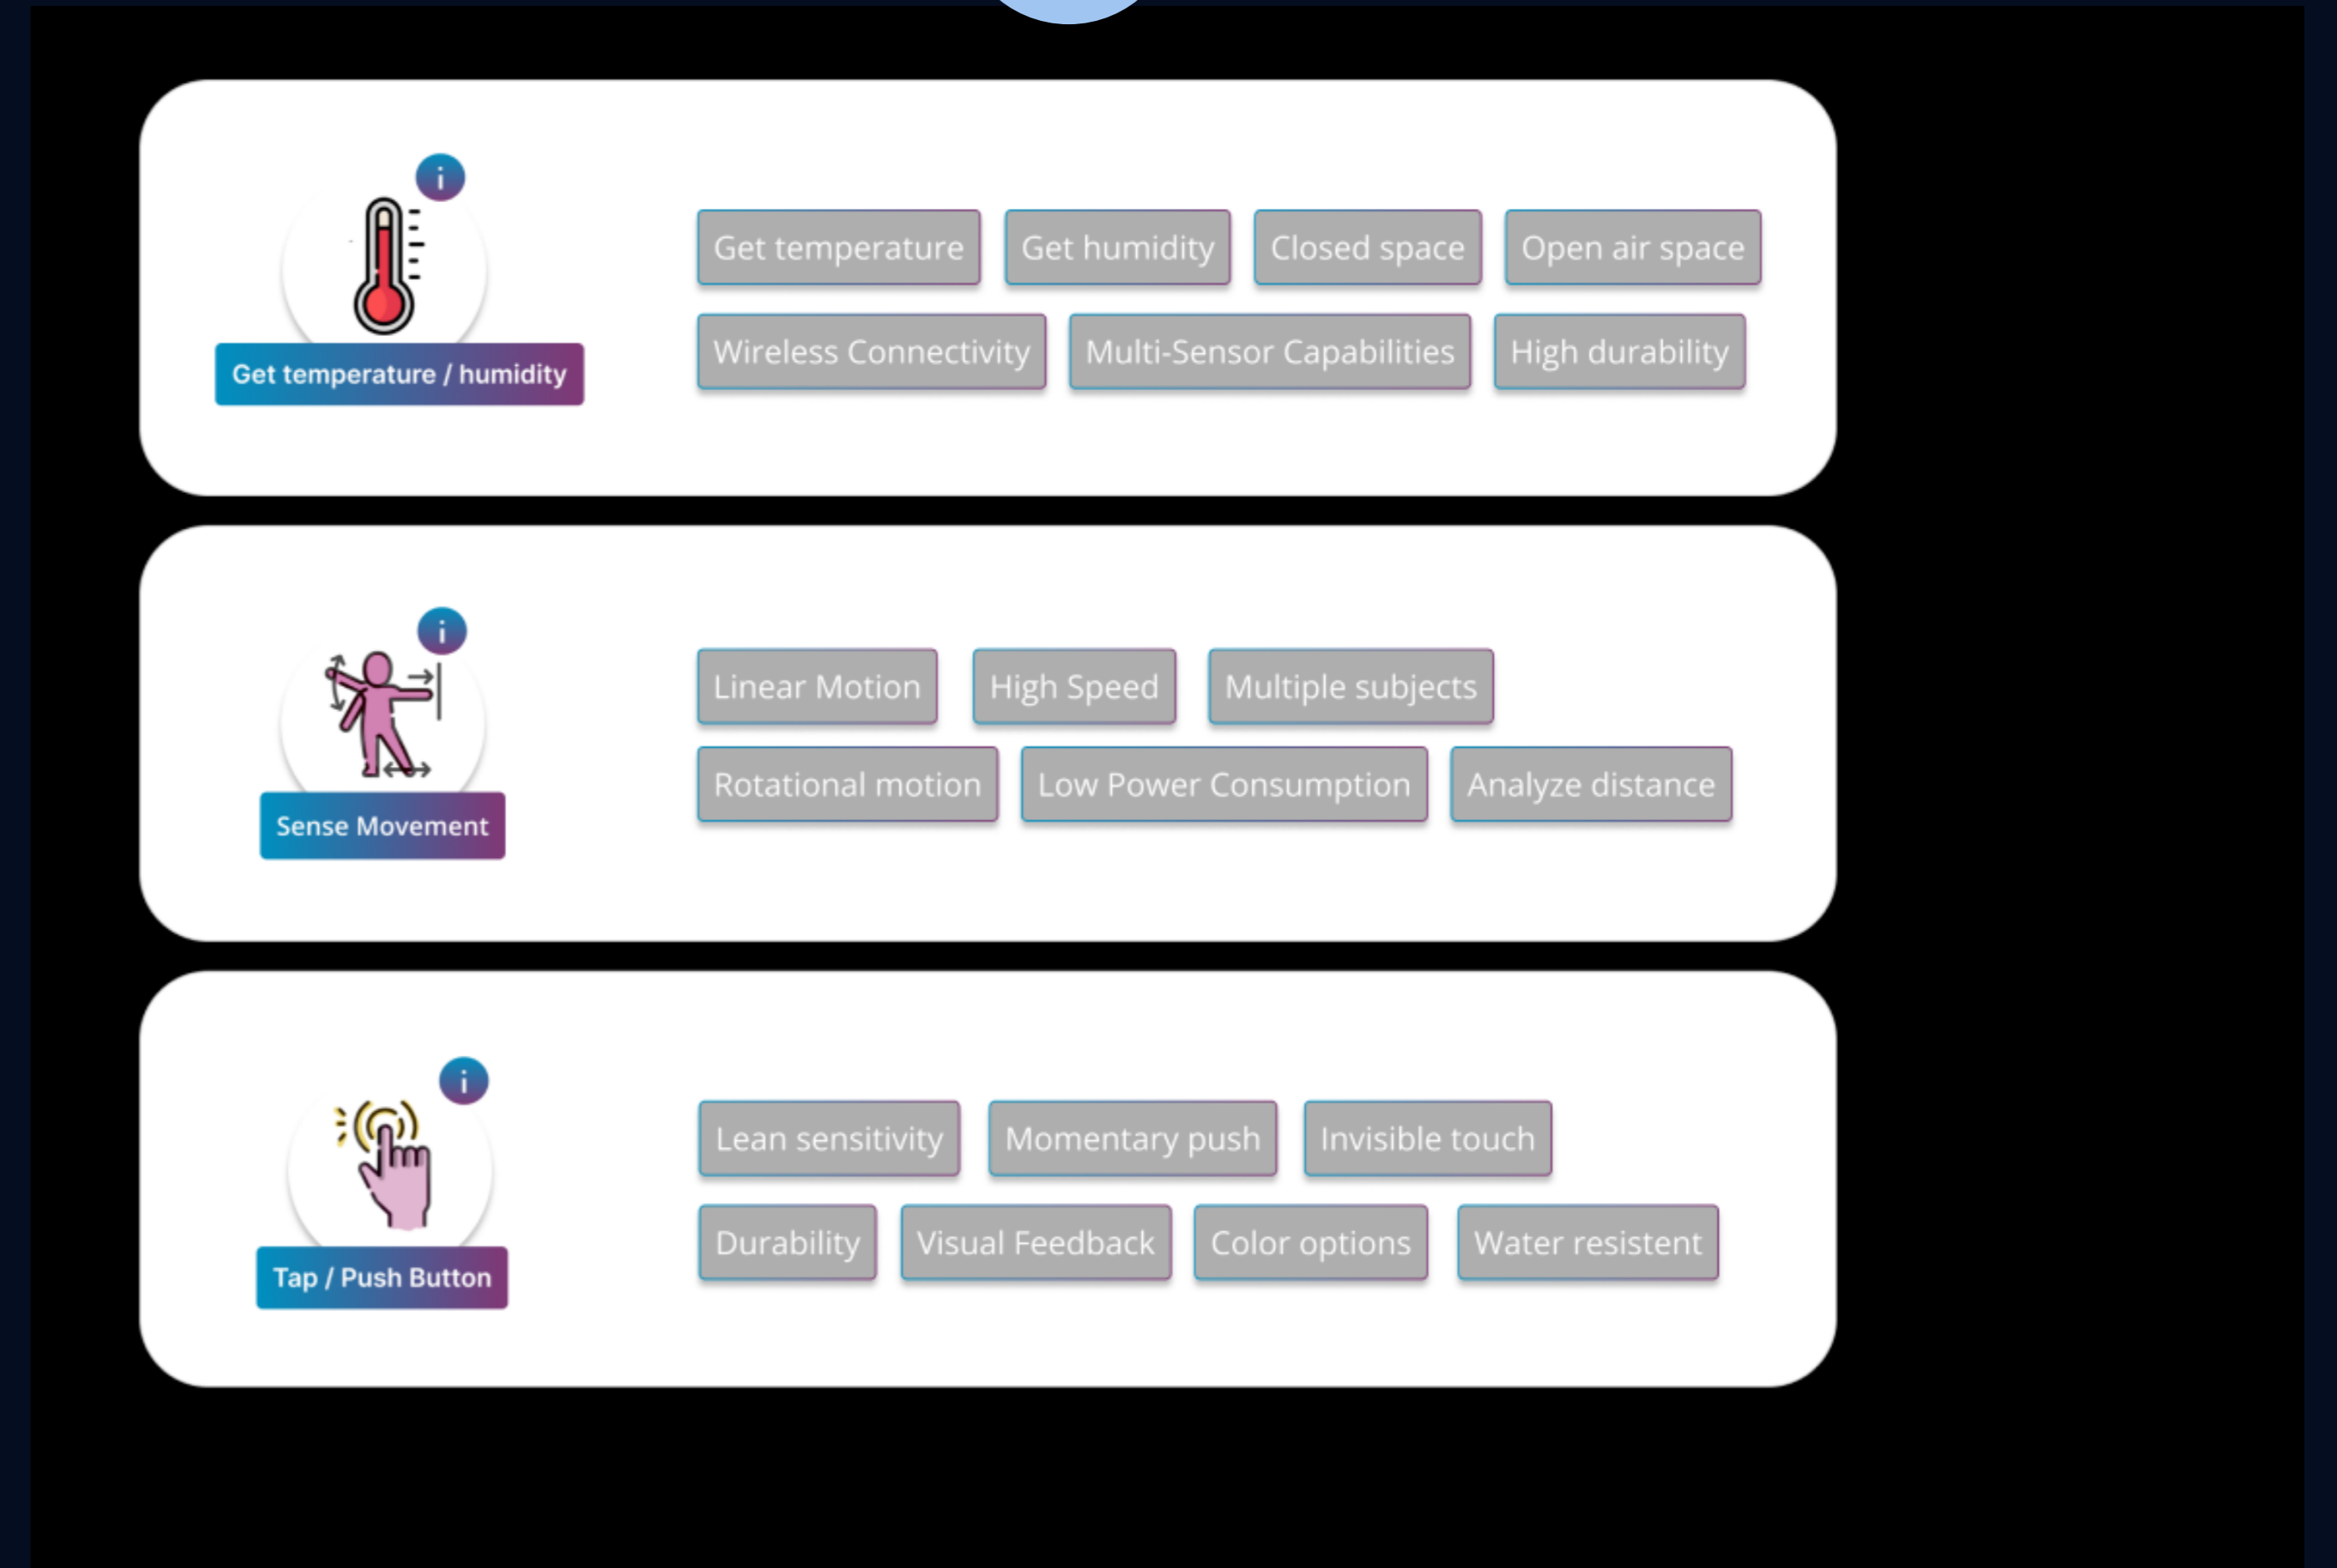 i
Get temperature / humidity
Get temperature Get humidity Closed space Open air space
Wireless Connectivity Multi-Sensor Capabilities High durability
i
Sense Movement
Linear Motion High Speed Multiple subjects
Rotational motion Low Power Consumption Analyze distance
i
Tap / Push Button
Lean sensitivity Momentary push Invisible touch
Durability Visual Feedback Color options Water resistent